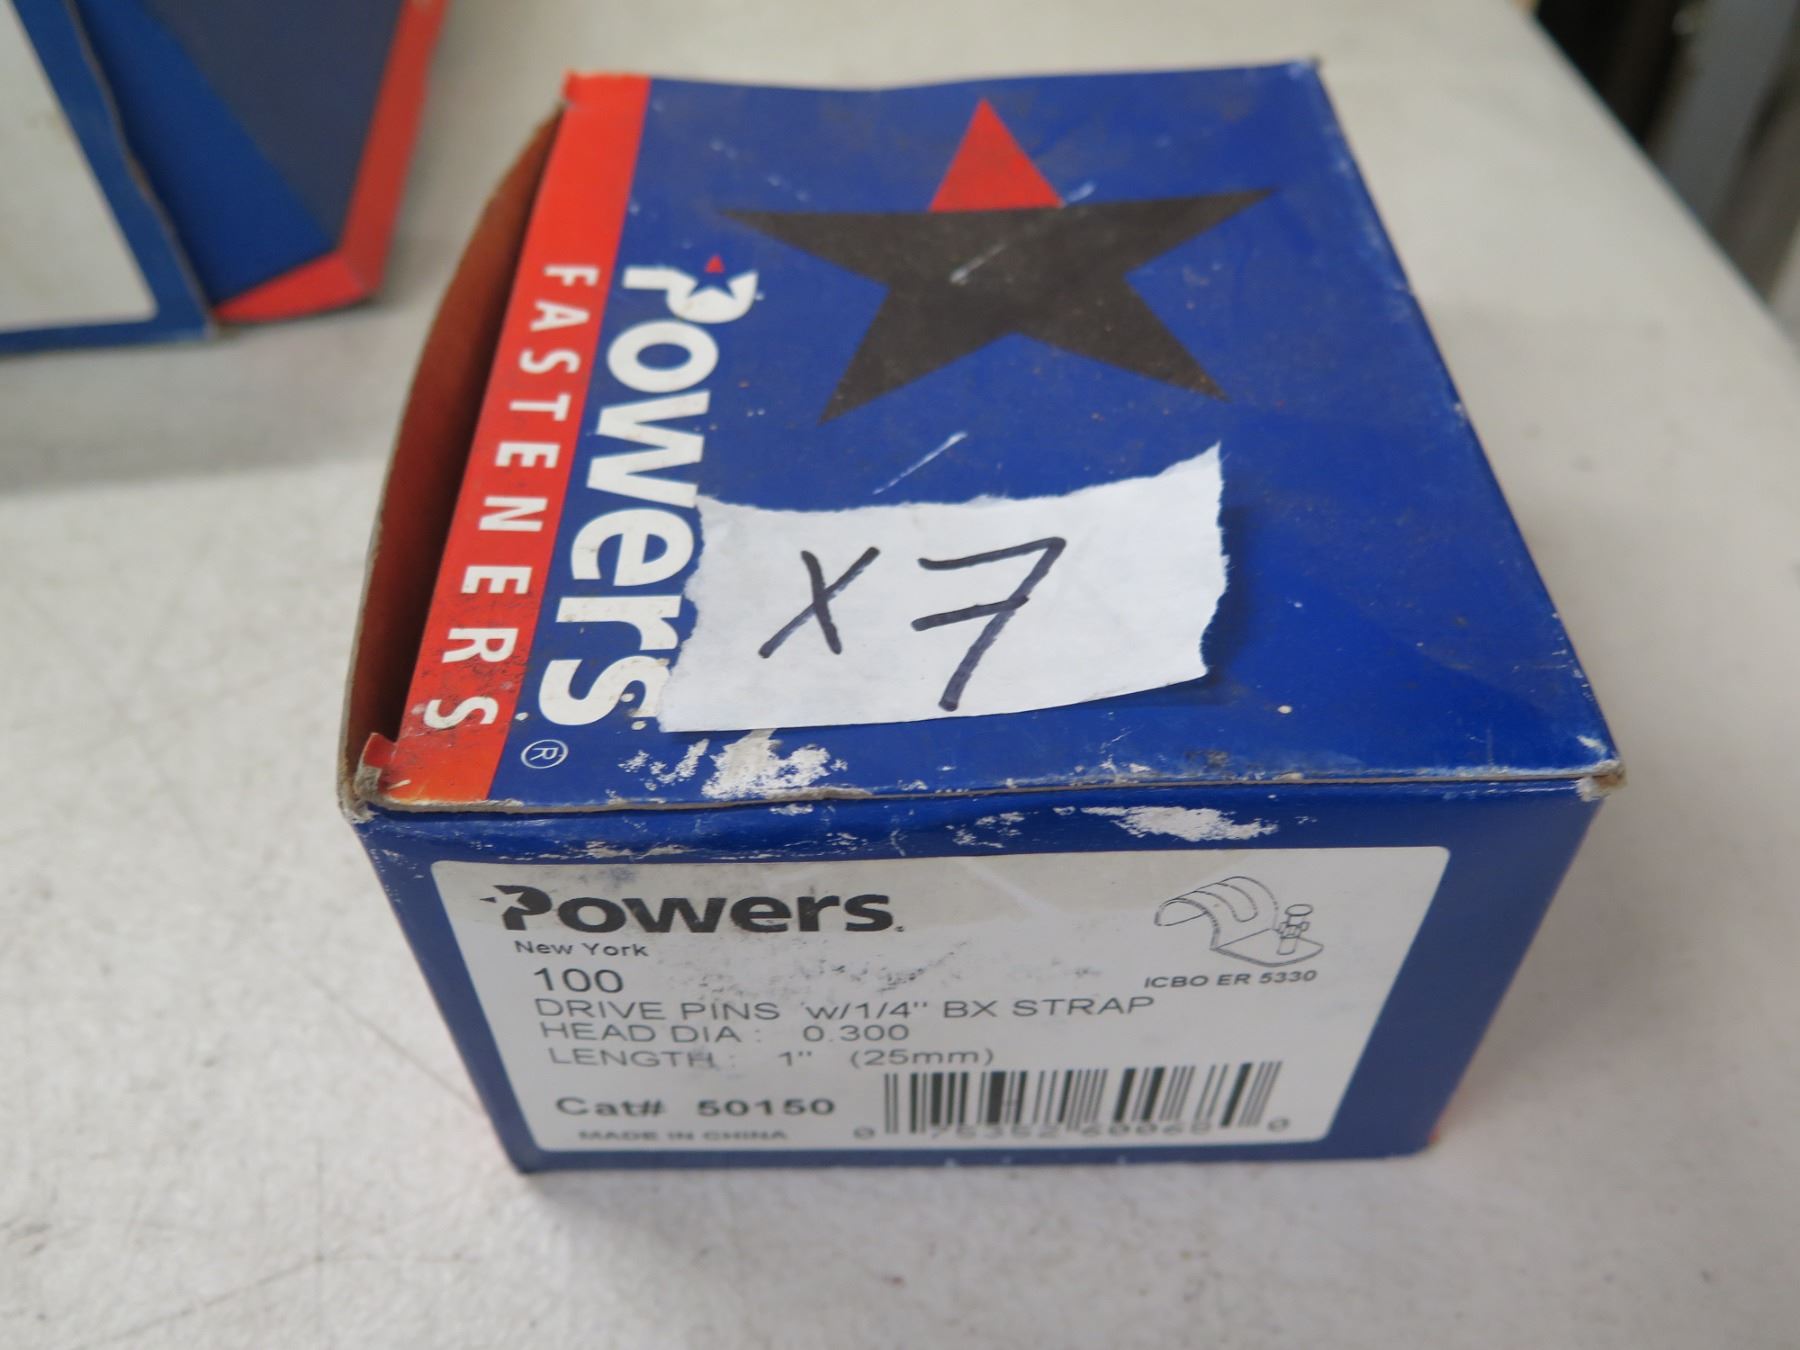 FASTENERS
Powers®
x 7
Powers.
New York
100
ICBO ER 5330
DRIVE PINS w/1/4" BX STRAP
HEAD DIA : 0.300
LENGTH : 1" (25mm)
Cat# 50150
MADE IN CHINA